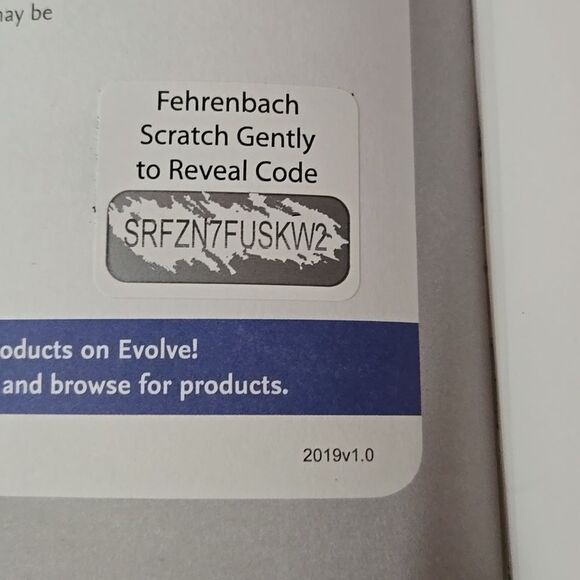 may be
Fehrenbach
Scratch Gently
to Reveal Code
SRFZN7FUSKW2
oducts on Evolve!
and browse for products.
2019v1.0